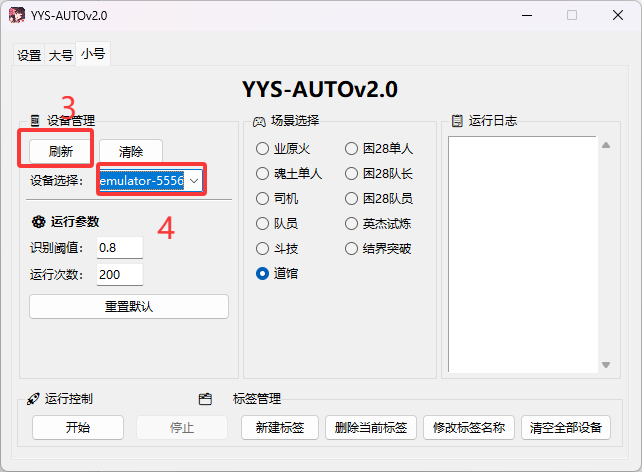 YYS-AUTOv2.0
设置 大号 小号
YYS-AUTOv2.0
3
设备管理
刷新 清除
设备选择: emulator-5556
4
运行参数
识别阈值: 0.8
运行次数: 200
重置默认
场景选择
业原火 困28单人
魂土单人 困28队长
司机 困28队员
队员 英杰试炼
斗技 结界突破
道馆
运行日志
运行控制
开始 停止
标签管理
新建标签 删除当前标签 修改标签名称 清空全部设备